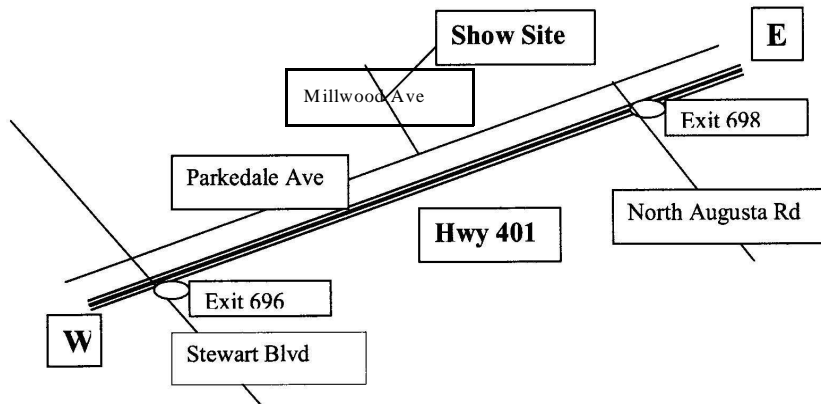 Show Site
E
Millwood Ave
Exit 698
Parkedale Ave
North Augusta Rd
Hwy 401
Exit 696
W
Stewart Blvd